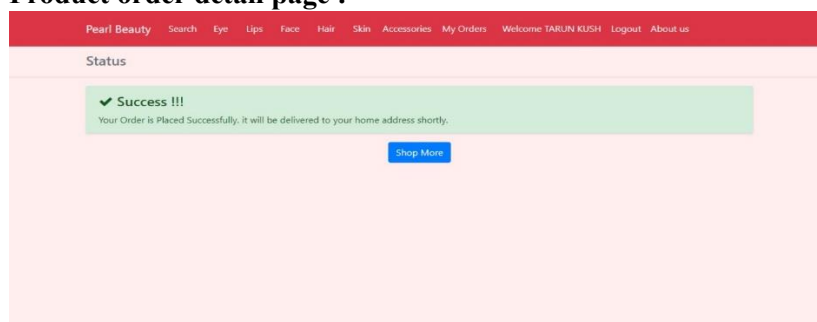 Product order detail page :
Pearl Beauty Search Eye Lips Face Hair Skin Accessories My Orders Welcome TARUN KUSH Logout About us
Status
✔ Success !!!
Your Order is Placed Successfully. it will be delivered to your home address shortly.
Shop More